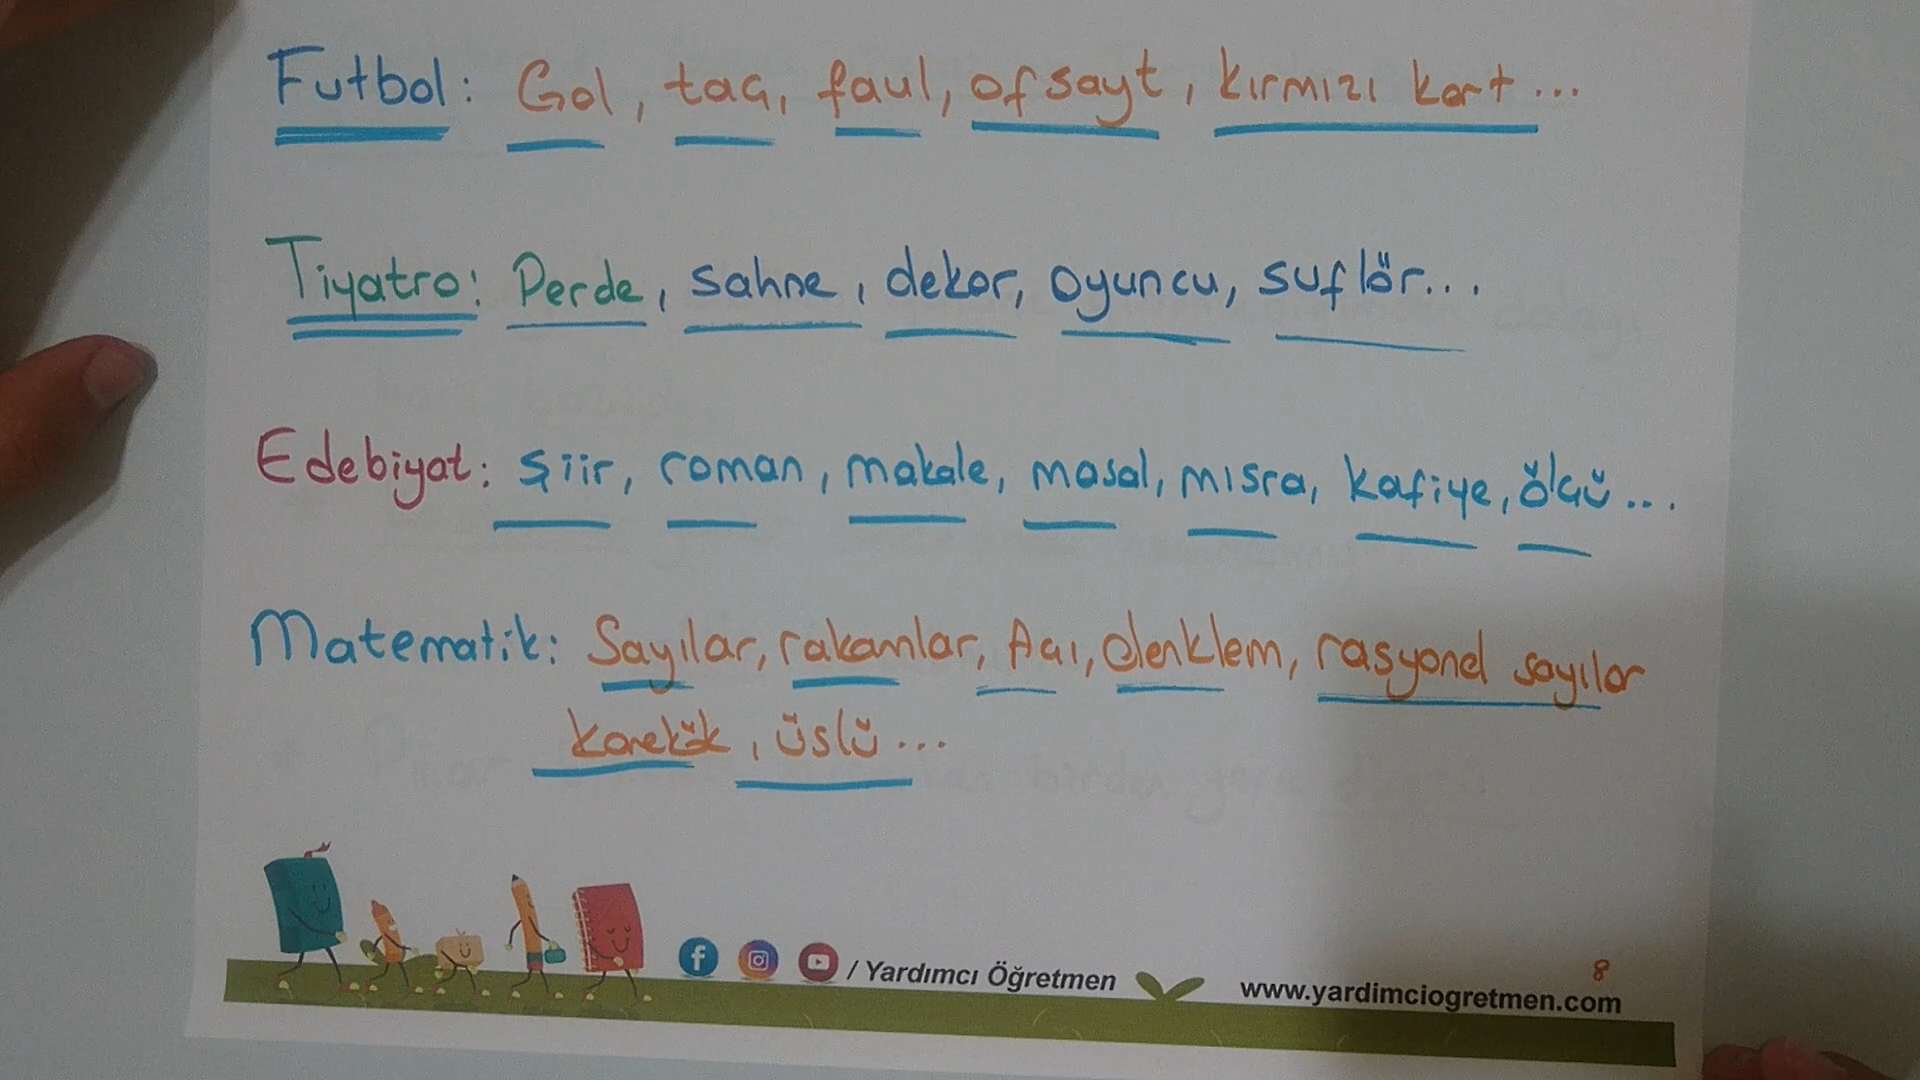 Futbol: Gol, taç, faul, ofsayt, kırmızı kart...
Tiyatro: Perde, sahne, dekor, oyuncu, suflör...
Edebiyat: şiir, roman, makale, masal, mısra, kafiye, ölçü...
Matematik: Sayılar, rakamlar, Açı, denklem, rasyonel sayılar
karekök, üslü...
8
/ Yardımcı Öğretmen www.yardimciogretmen.com